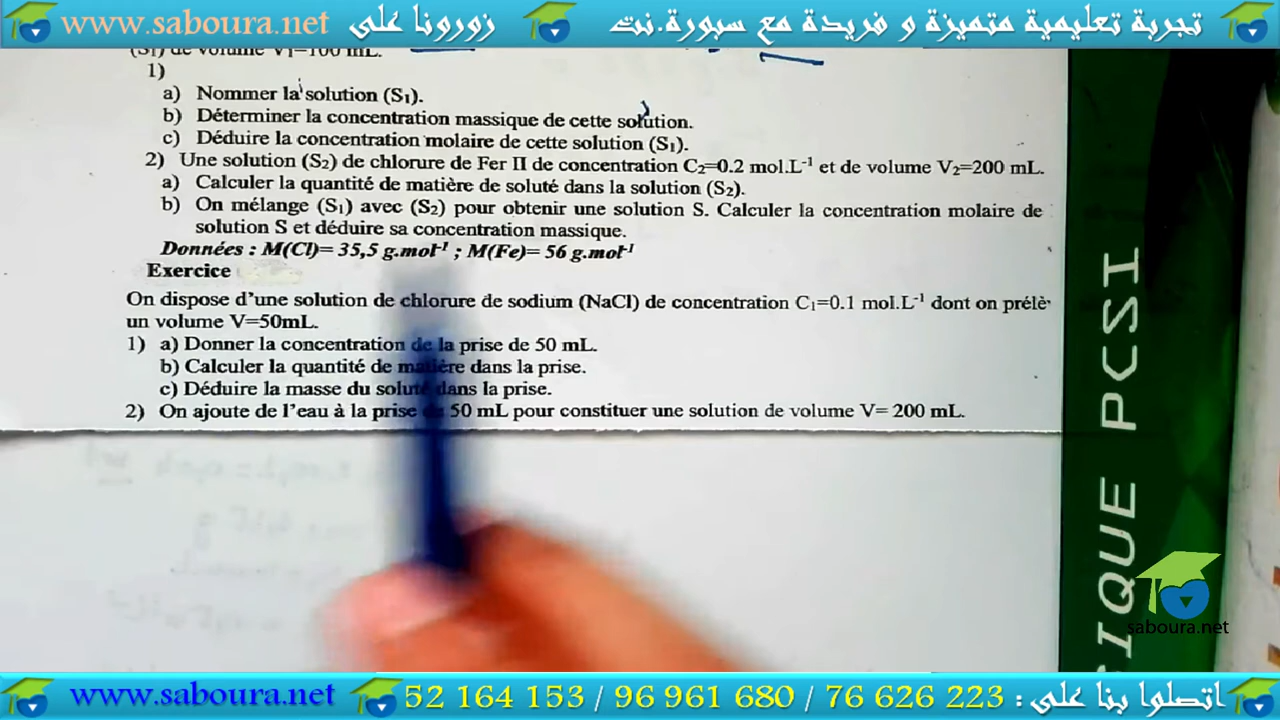 www.saboura.net زورونا على تجربة تعليمية متميزة و فريدة مع سبورة.نت
(S1) de volume V1=100 mL.
1)
a) Nommer la solution (S₁).
b) Déterminer la concentration massique de cette solution.
c) Déduire la concentration molaire de cette solution (S₁).
2) Une solution (S₂) de chlorure de Fer II de concentration C₂=0.2 mol.L⁻¹ et de volume V₂=200 mL.
a) Calculer la quantité de matière de soluté dans la solution (S₂).
b) On mélange (S₁) avec (S₂) pour obtenir une solution S. Calculer la concentration molaire de
solution S et déduire sa concentration massique.
Données : M(Cl)= 35,5 g.mol⁻¹ ; M(Fe)= 56 g.mol⁻¹
Exercice
On dispose d'une solution de chlorure de sodium (NaCl) de concentration C₁=0.1 mol.L⁻¹ dont on prélè
un volume V=50mL.
1) a) Donner la concentration de la prise de 50 mL.
b) Calculer la quantité de matière dans la prise.
c) Déduire la masse du soluté dans la prise.
2) On ajoute de l'eau à la prise de 50 mL pour constituer une solution de volume V= 200 mL.
IQUE PCSI
saboura.net
www.saboura.net 52 164 153 / 96 961 680 / 76 626 223 : اتصلوا بنا على